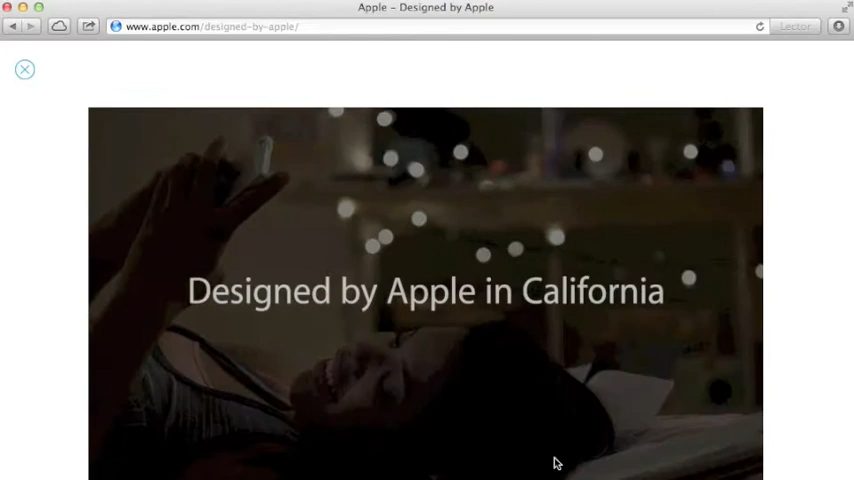 Apple – Designed by Apple
www.apple.com/designed-by-apple/
Lector
Designed by Apple in California